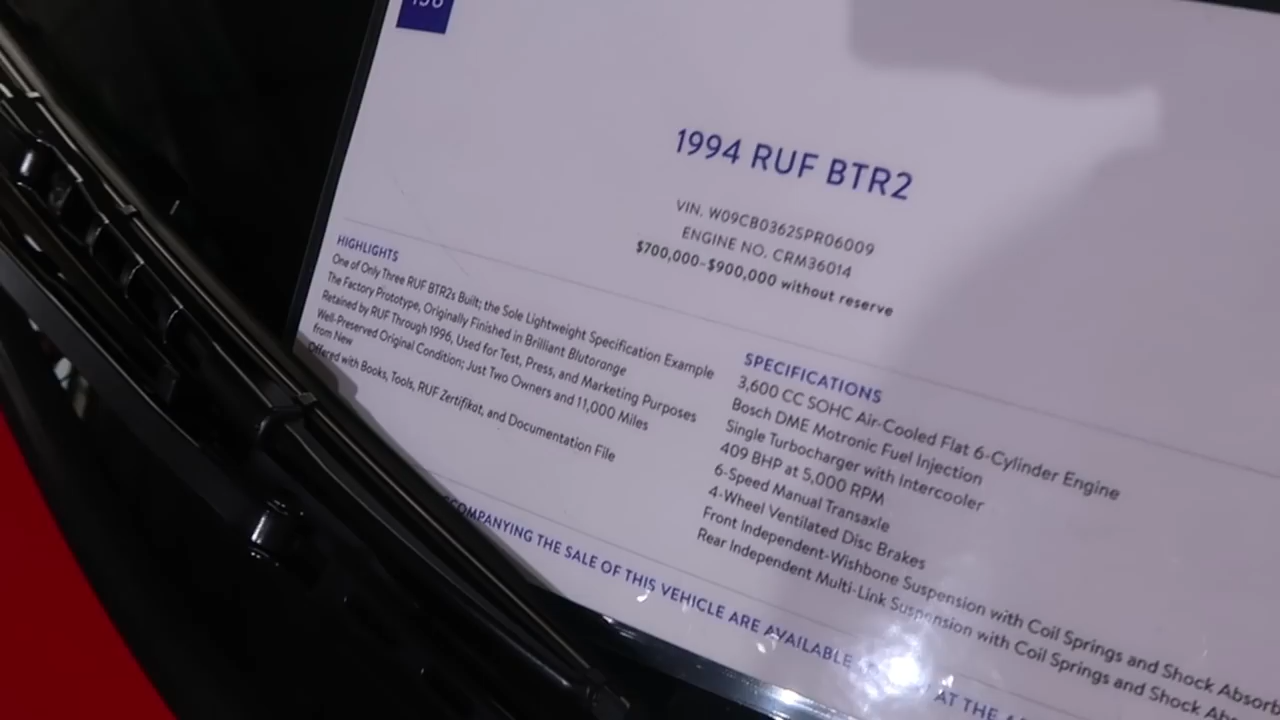 1994 RUF BTR2
VIN. W09CB0362SPR06009
ENGINE NO. CRM36014
$700,000–$900,000 without reserve
HIGHLIGHTS
One of Only Three RUF BTR2s Built; the Sole Lightweight Specification Example
The Factory Prototype, Originally Finished in Brilliant Blutorange
Retained by RUF Through 1996, Used for Test, Press, and Marketing Purposes
Well-Preserved Original Condition; Just Two Owners and 11,000 Miles
from New
Offered with Books, Tools, RUF Zertifikat, and Documentation File
SPECIFICATIONS
3,600 CC SOHC Air-Cooled Flat 6-Cylinder Engine
Bosch DME Motronic Fuel Injection
Single Turbocharger with Intercooler
409 BHP at 5,000 RPM
6-Speed Manual Transaxle
4-Wheel Ventilated Disc Brakes
Front Independent-Wishbone Suspension with Coil Springs and Shock Absorb
Rear Independent Multi-Link Suspension with Coil Springs and Shock Ab
COMPANYING THE SALE OF THIS VEHICLE ARE AVAILABLE AT THE